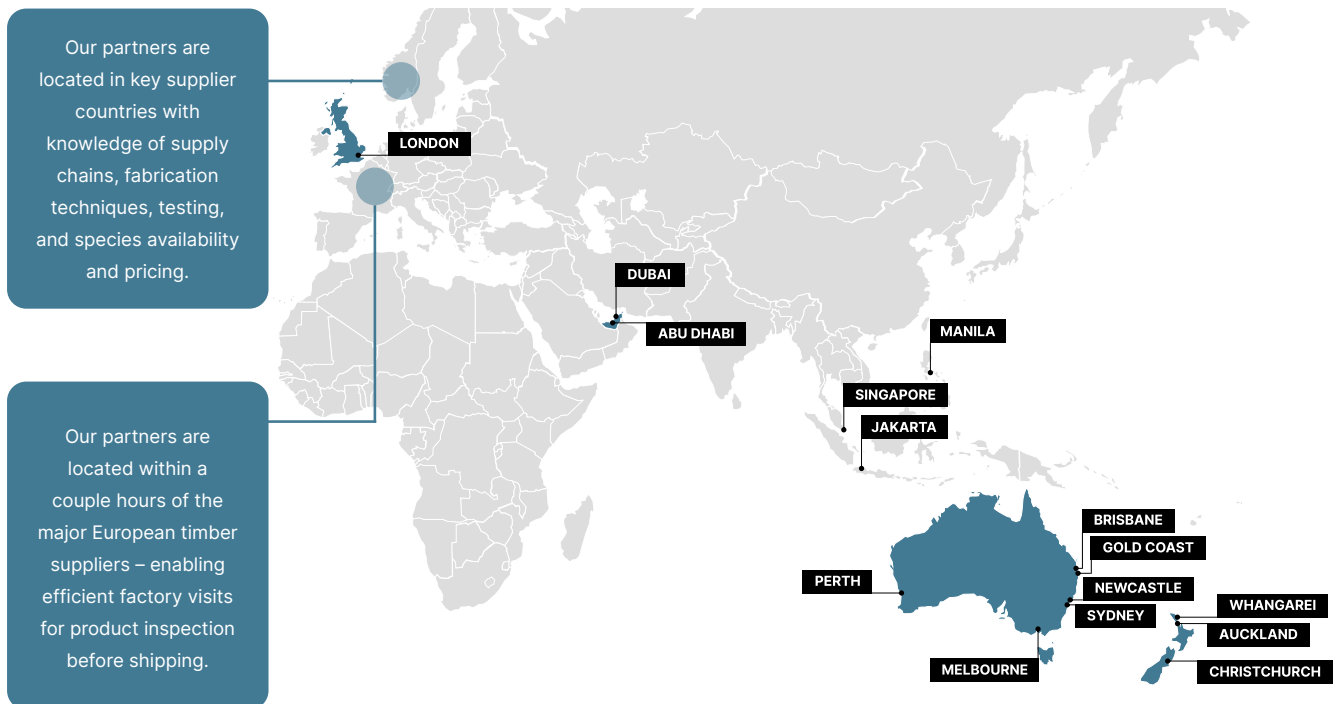 Our partners are
located in key supplier
countries with
knowledge of supply
chains, fabrication
techniques, testing,
and species availability
and pricing.
Our partners are
located within a
couple hours of the
major European timber
suppliers – enabling
efficient factory visits
for product inspection
before shipping.
LONDON
DUBAI
ABU DHABI
MANILA
SINGAPORE
JAKARTA
BRISBANE
GOLD COAST
PERTH
NEWCASTLE
SYDNEY
WHANGAREI
AUCKLAND
MELBOURNE
CHRISTCHURCH